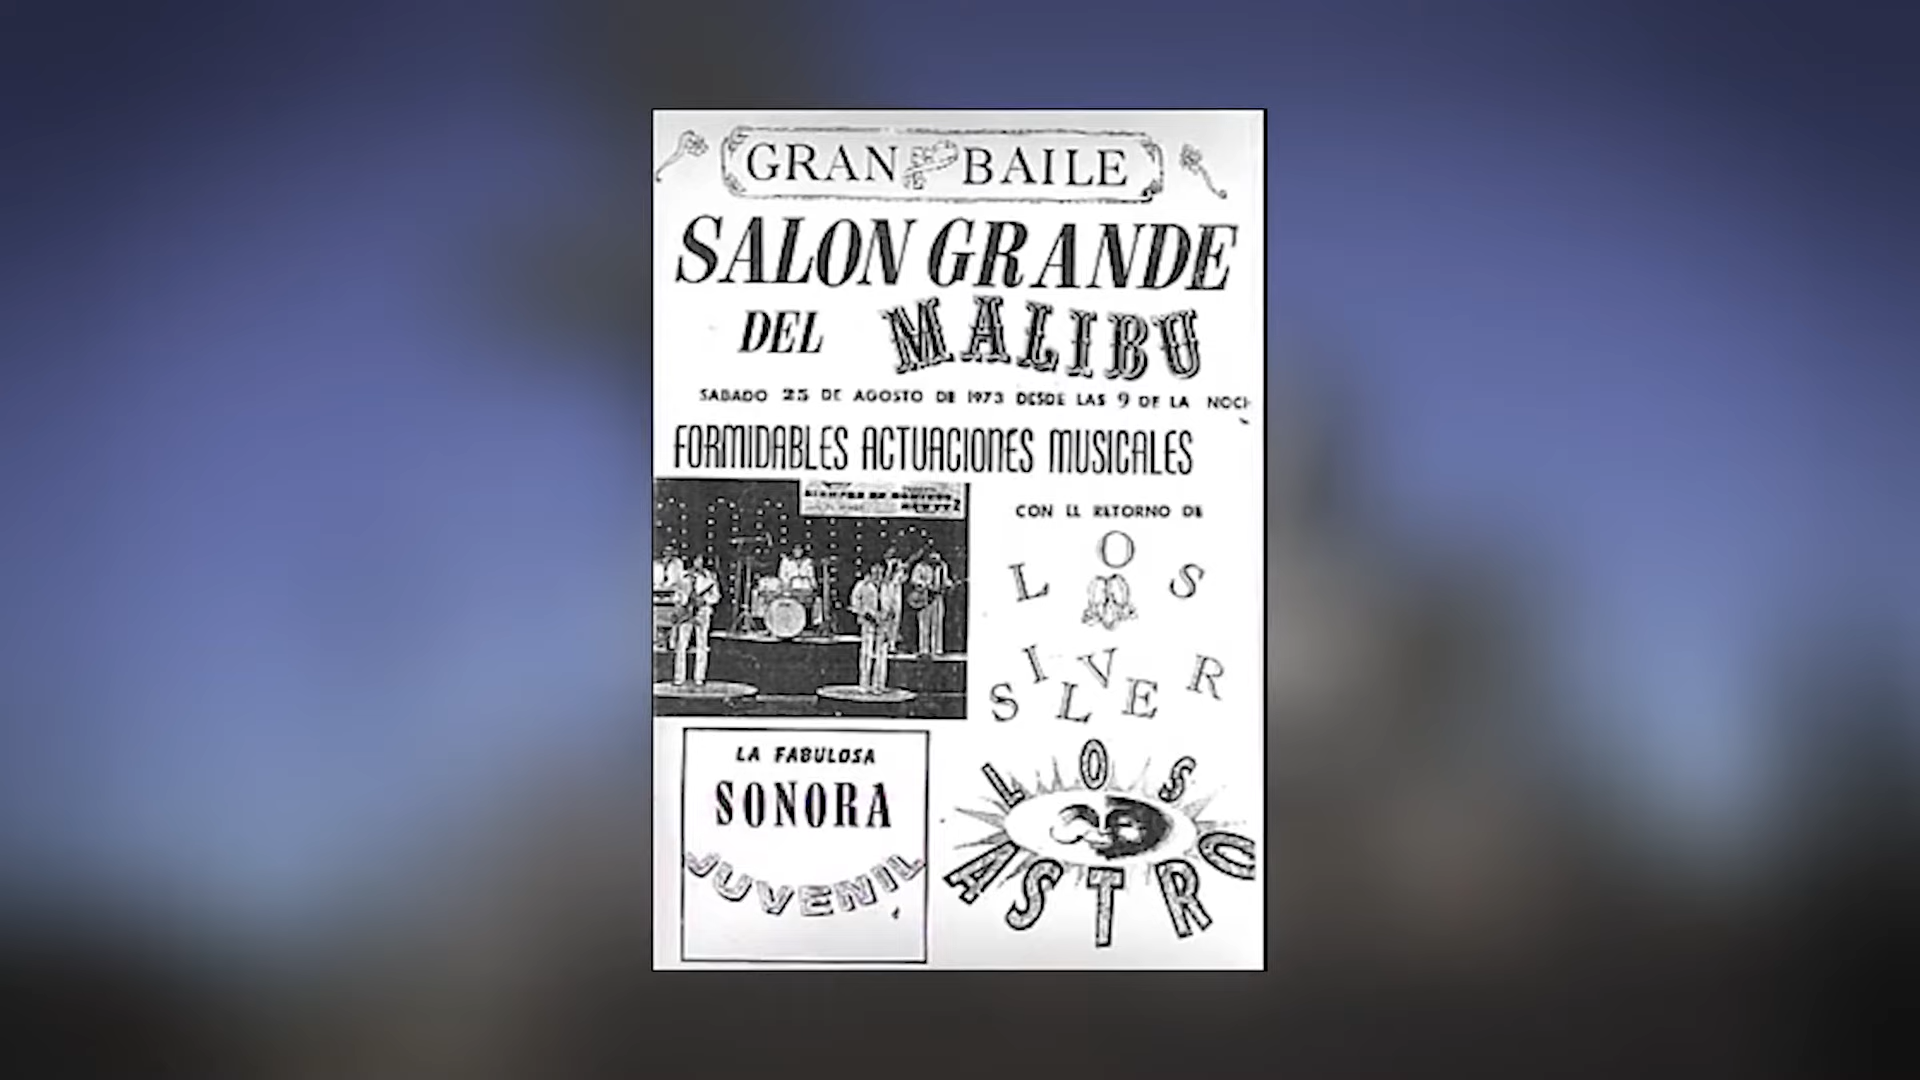 GRAN BAILE
SALON GRANDE
DEL MALIBU
SABADO 25 DE AGOSTO DE 1973 DESDE LAS 9 DE LA NOCH
FORMIDABLES ACTUACIONES MUSICALES
CON EL RETORNO DE
LOS
SILVER
LA FABULOSA
SONORA
JUVENIL
LOS
ASTRO